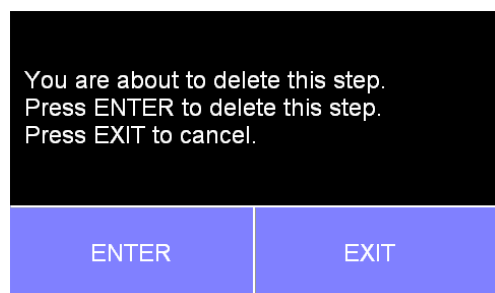 You are about to delete this step.
Press ENTER to delete this step.
Press EXIT to cancel.
ENTER
EXIT